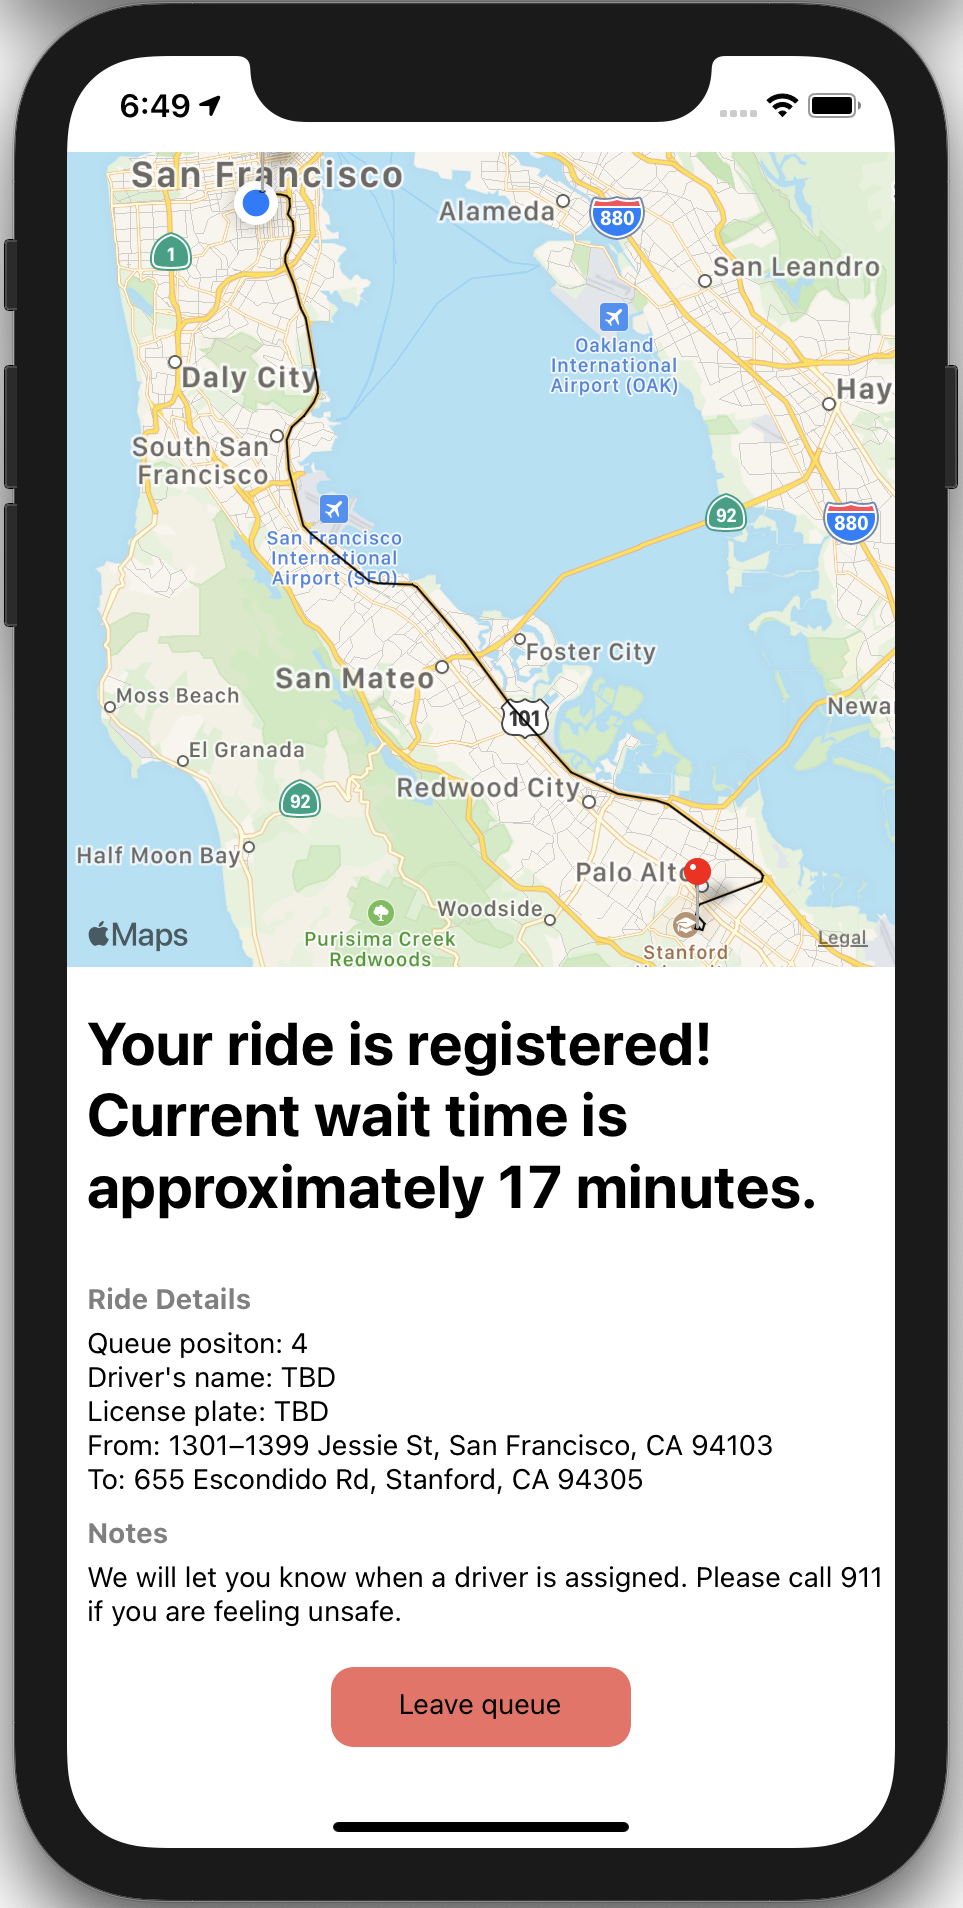 6:49
San Francisco
Alameda
880
1
San Leandro
Oakland
International
Airport (OAK)
Daly City
Hay
South San
Francisco
92
880
San Francisco
International
Airport (SFO)
Foster City
San Mateo
Moss Beach
Newa
101
El Granada
Redwood City
92
Half Moon Bay
Palo Alto
Woodside
Maps
Purisima Creek
Redwoods
Legal
Stanford
Your ride is registered!
Current wait time is
approximately 17 minutes.
Ride Details
Queue positon: 4
Driver's name: TBD
License plate: TBD
From: 1301–1399 Jessie St, San Francisco, CA 94103
To: 655 Escondido Rd, Stanford, CA 94305
Notes
We will let you know when a driver is assigned. Please call 911
if you are feeling unsafe.
Leave queue